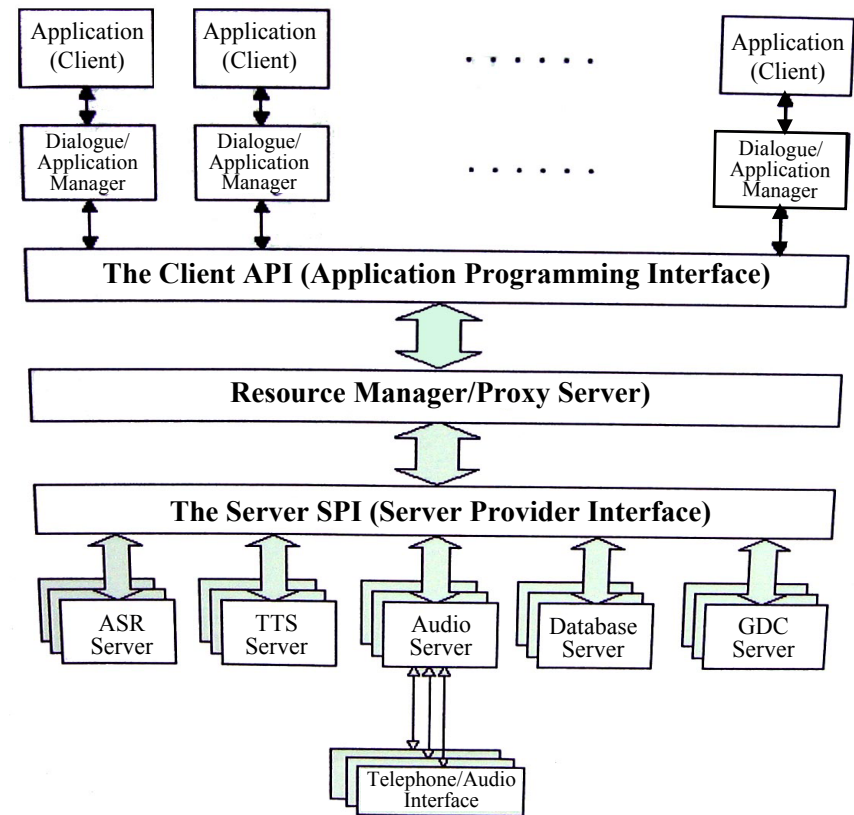 Application
(Client)
Application
(Client)
Application
(Client)
Dialogue/
Application
Manager
Dialogue/
Application
Manager
Dialogue/
Application
Manager
The Client API (Application Programming Interface)
Resource Manager/Proxy Server)
The Server SPI (Server Provider Interface)
ASR
Server
TTS
Server
Audio
Server
Database
Server
GDC
Server
Telephone/Audio
Interface